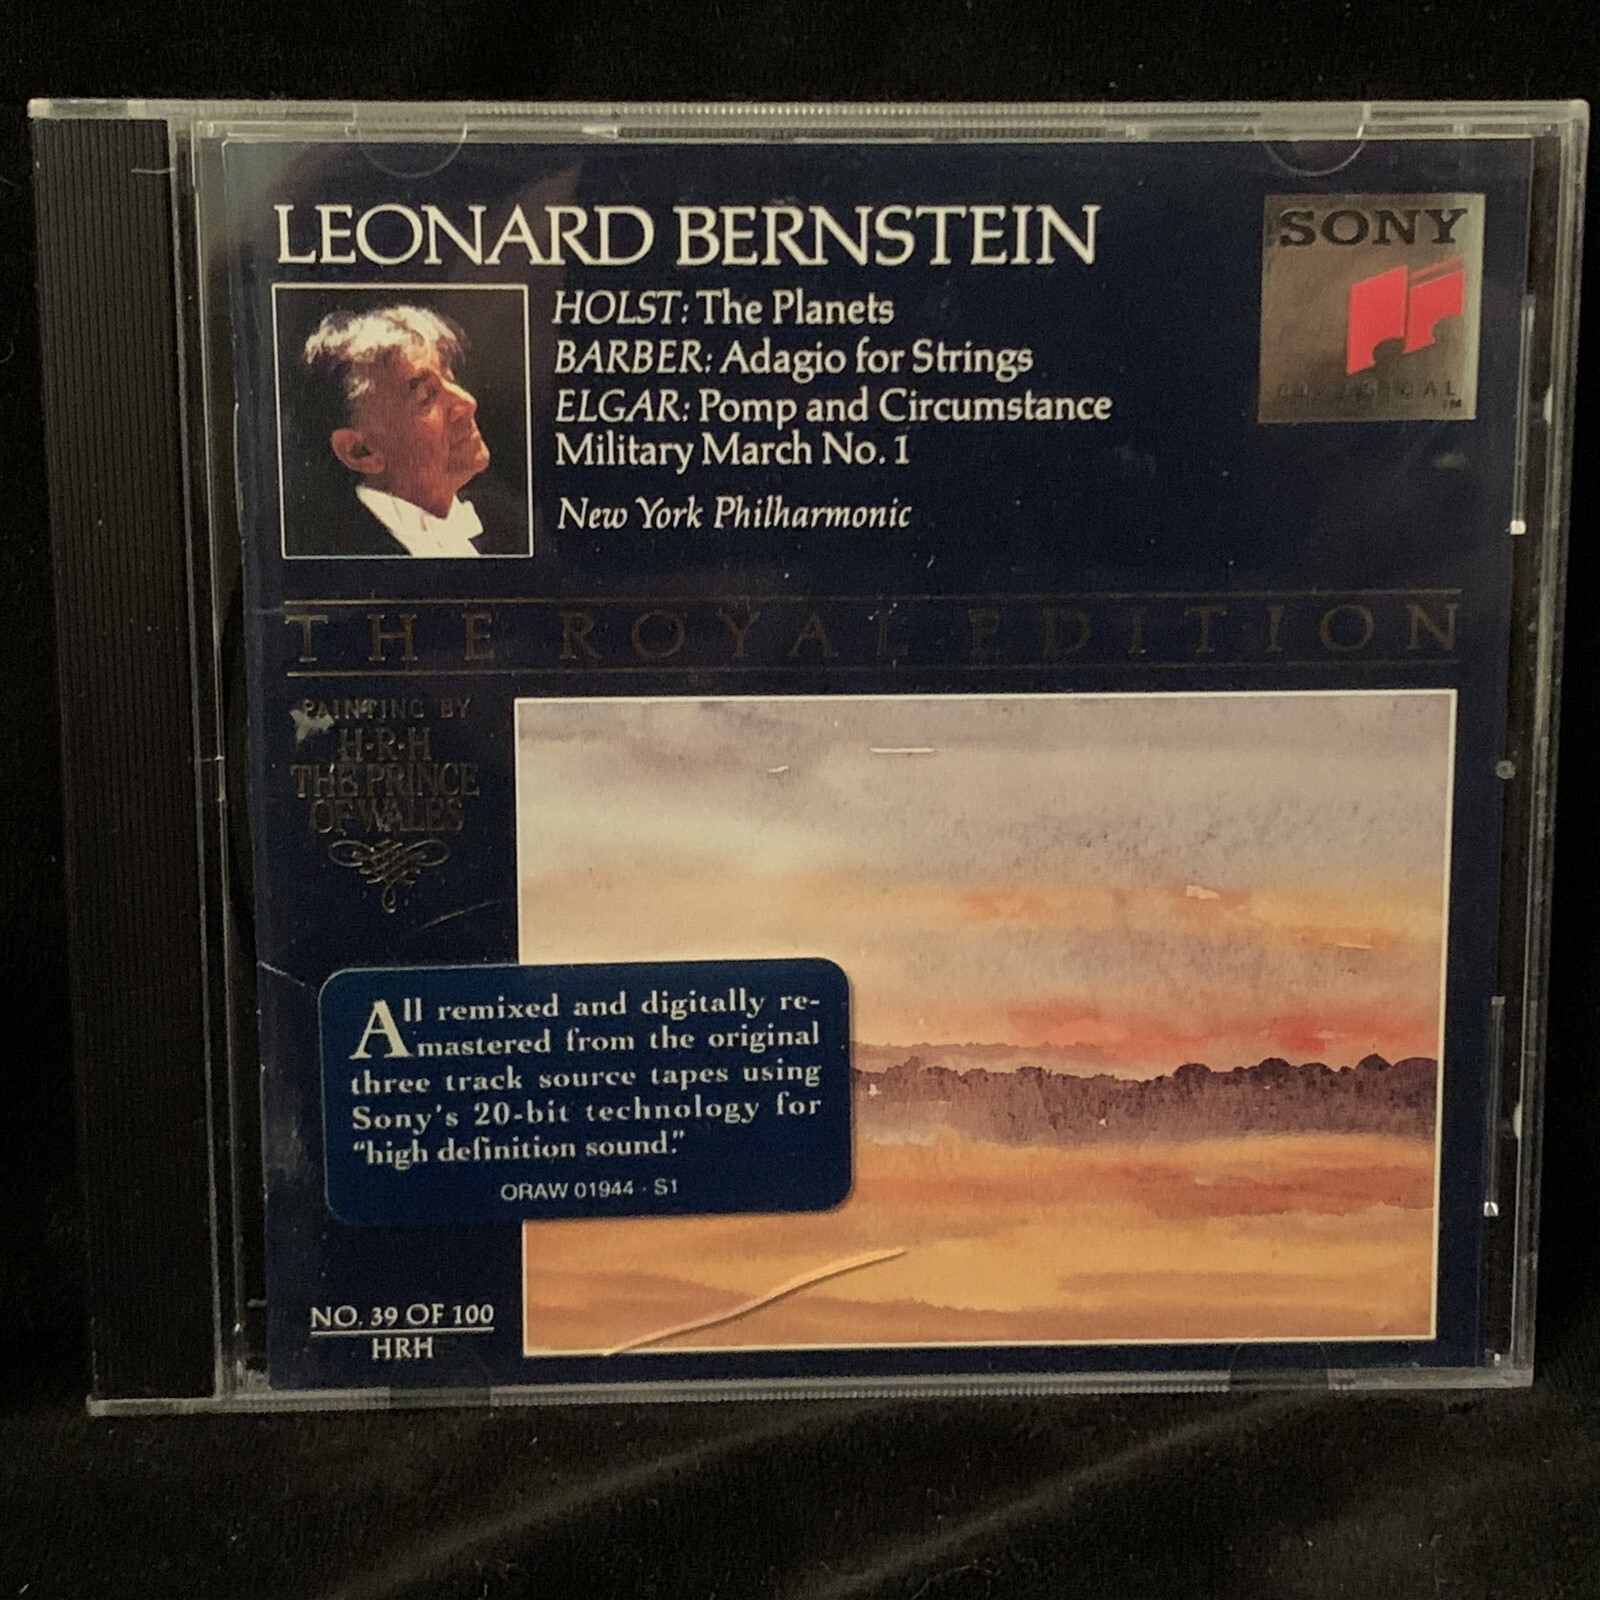 LEONARD BERNSTEIN
HOLST: The Planets
BARBER: Adagio for Strings
ELGAR: Pomp and Circumstance
Military March No. 1
New York Philharmonic
SONY
CLASSICAL
TM
THE ROYAL EDITION
PAINTING BY
H·R·H
THE PRINCE
OF WALES
All remixed and digitally re-
mastered from the original
three track source tapes using
Sony's 20-bit technology for
“high definition sound.”
ORAW 01944 · S1
NO. 39 OF 100
HRH